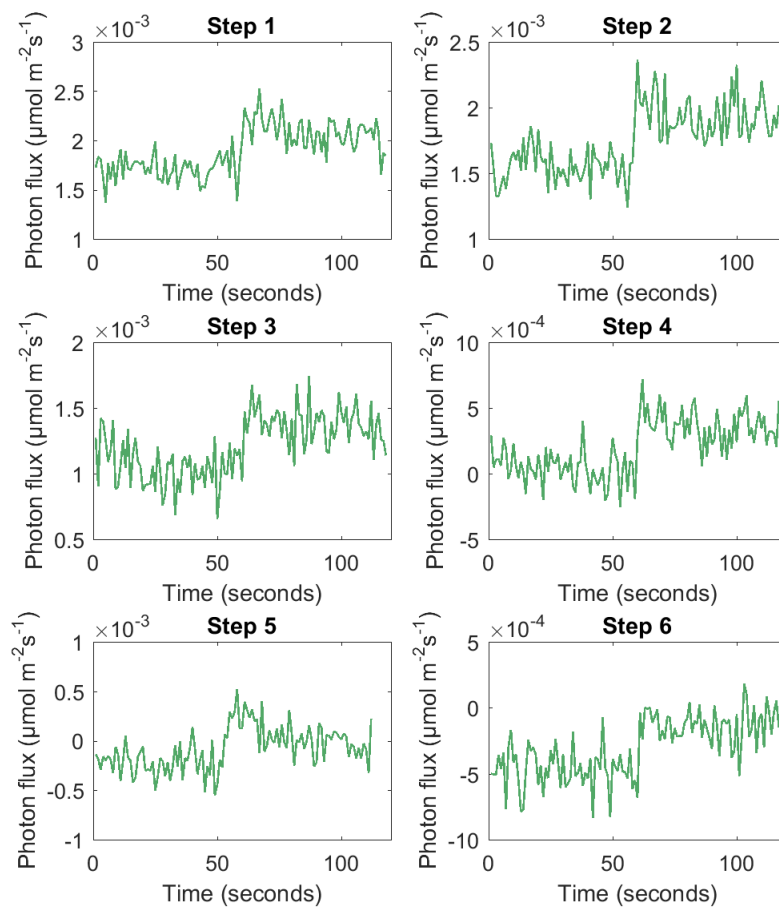 Step 1
×10⁻³
Photon flux (µmol m⁻²s⁻¹)
3
2.5
2
1.5
1
0
50
100
Time (seconds)
Step 2
×10⁻³
Photon flux (µmol m⁻²s⁻¹)
2.5
2
1.5
1
0
50
100
Time (seconds)
Step 3
×10⁻³
Photon flux (µmol m⁻²s⁻¹)
2
1.5
1
0.5
0
50
100
Time (seconds)
Step 4
×10⁻⁴
Photon flux (µmol m⁻²s⁻¹)
10
5
0
-5
0
50
100
Time (seconds)
Step 5
×10⁻³
Photon flux (µmol m⁻²s⁻¹)
1
0.5
0
-0.5
-1
0
50
100
Time (seconds)
Step 6
×10⁻⁴
Photon flux (µmol m⁻²s⁻¹)
0
-5
-10
0
50
100
Time (seconds)